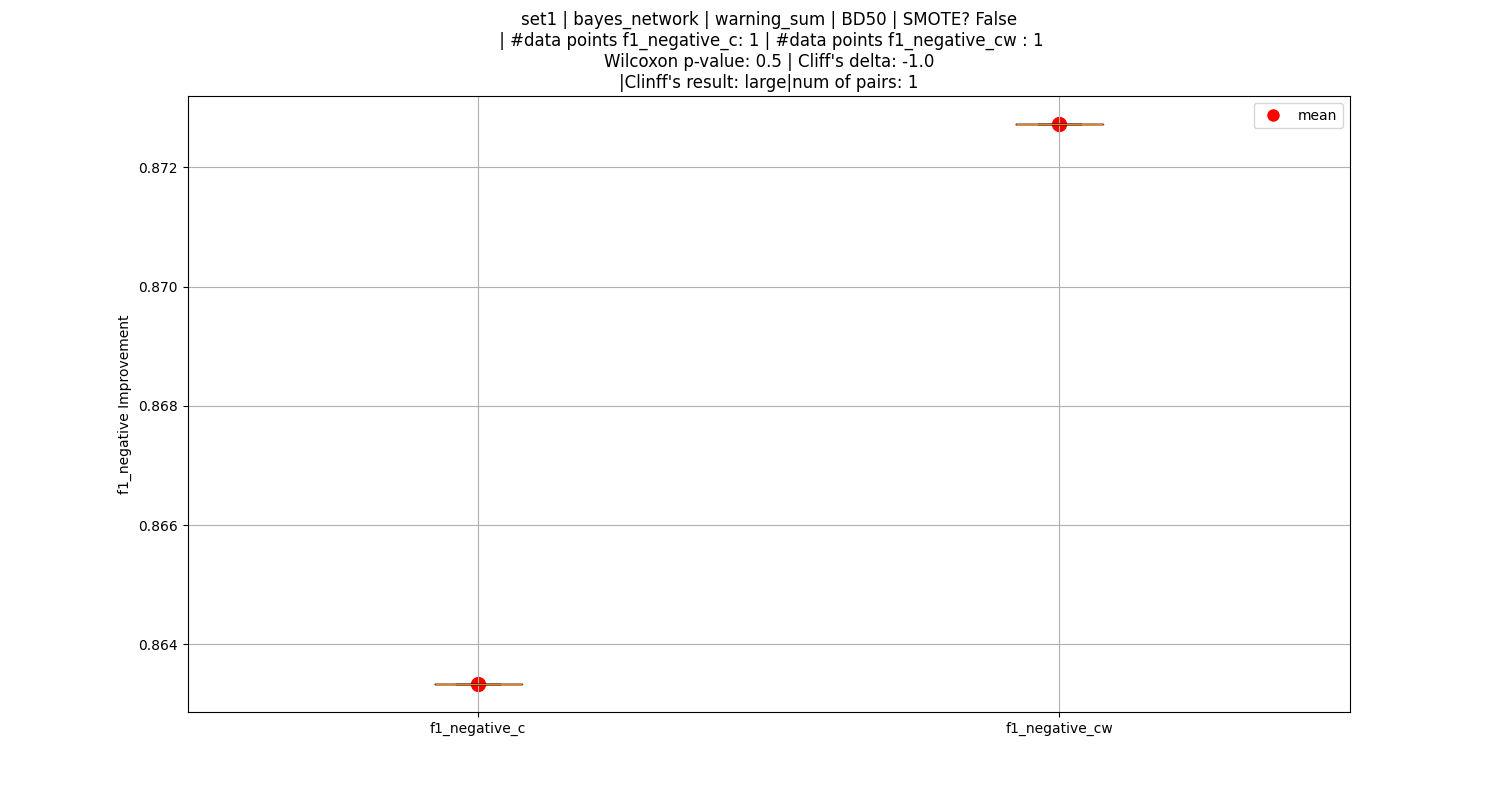 set1 | bayes_network | warning_sum | BD50 | SMOTE? False
| #data points f1_negative_c: 1 | #data points f1_negative_cw : 1
Wilcoxon p-value: 0.5 | Cliff's delta: -1.0
|Clinff's result: large|num of pairs: 1
mean
0.872
0.870
0.868
0.866
0.864
f1_negative Improvement
f1_negative_c
f1_negative_cw